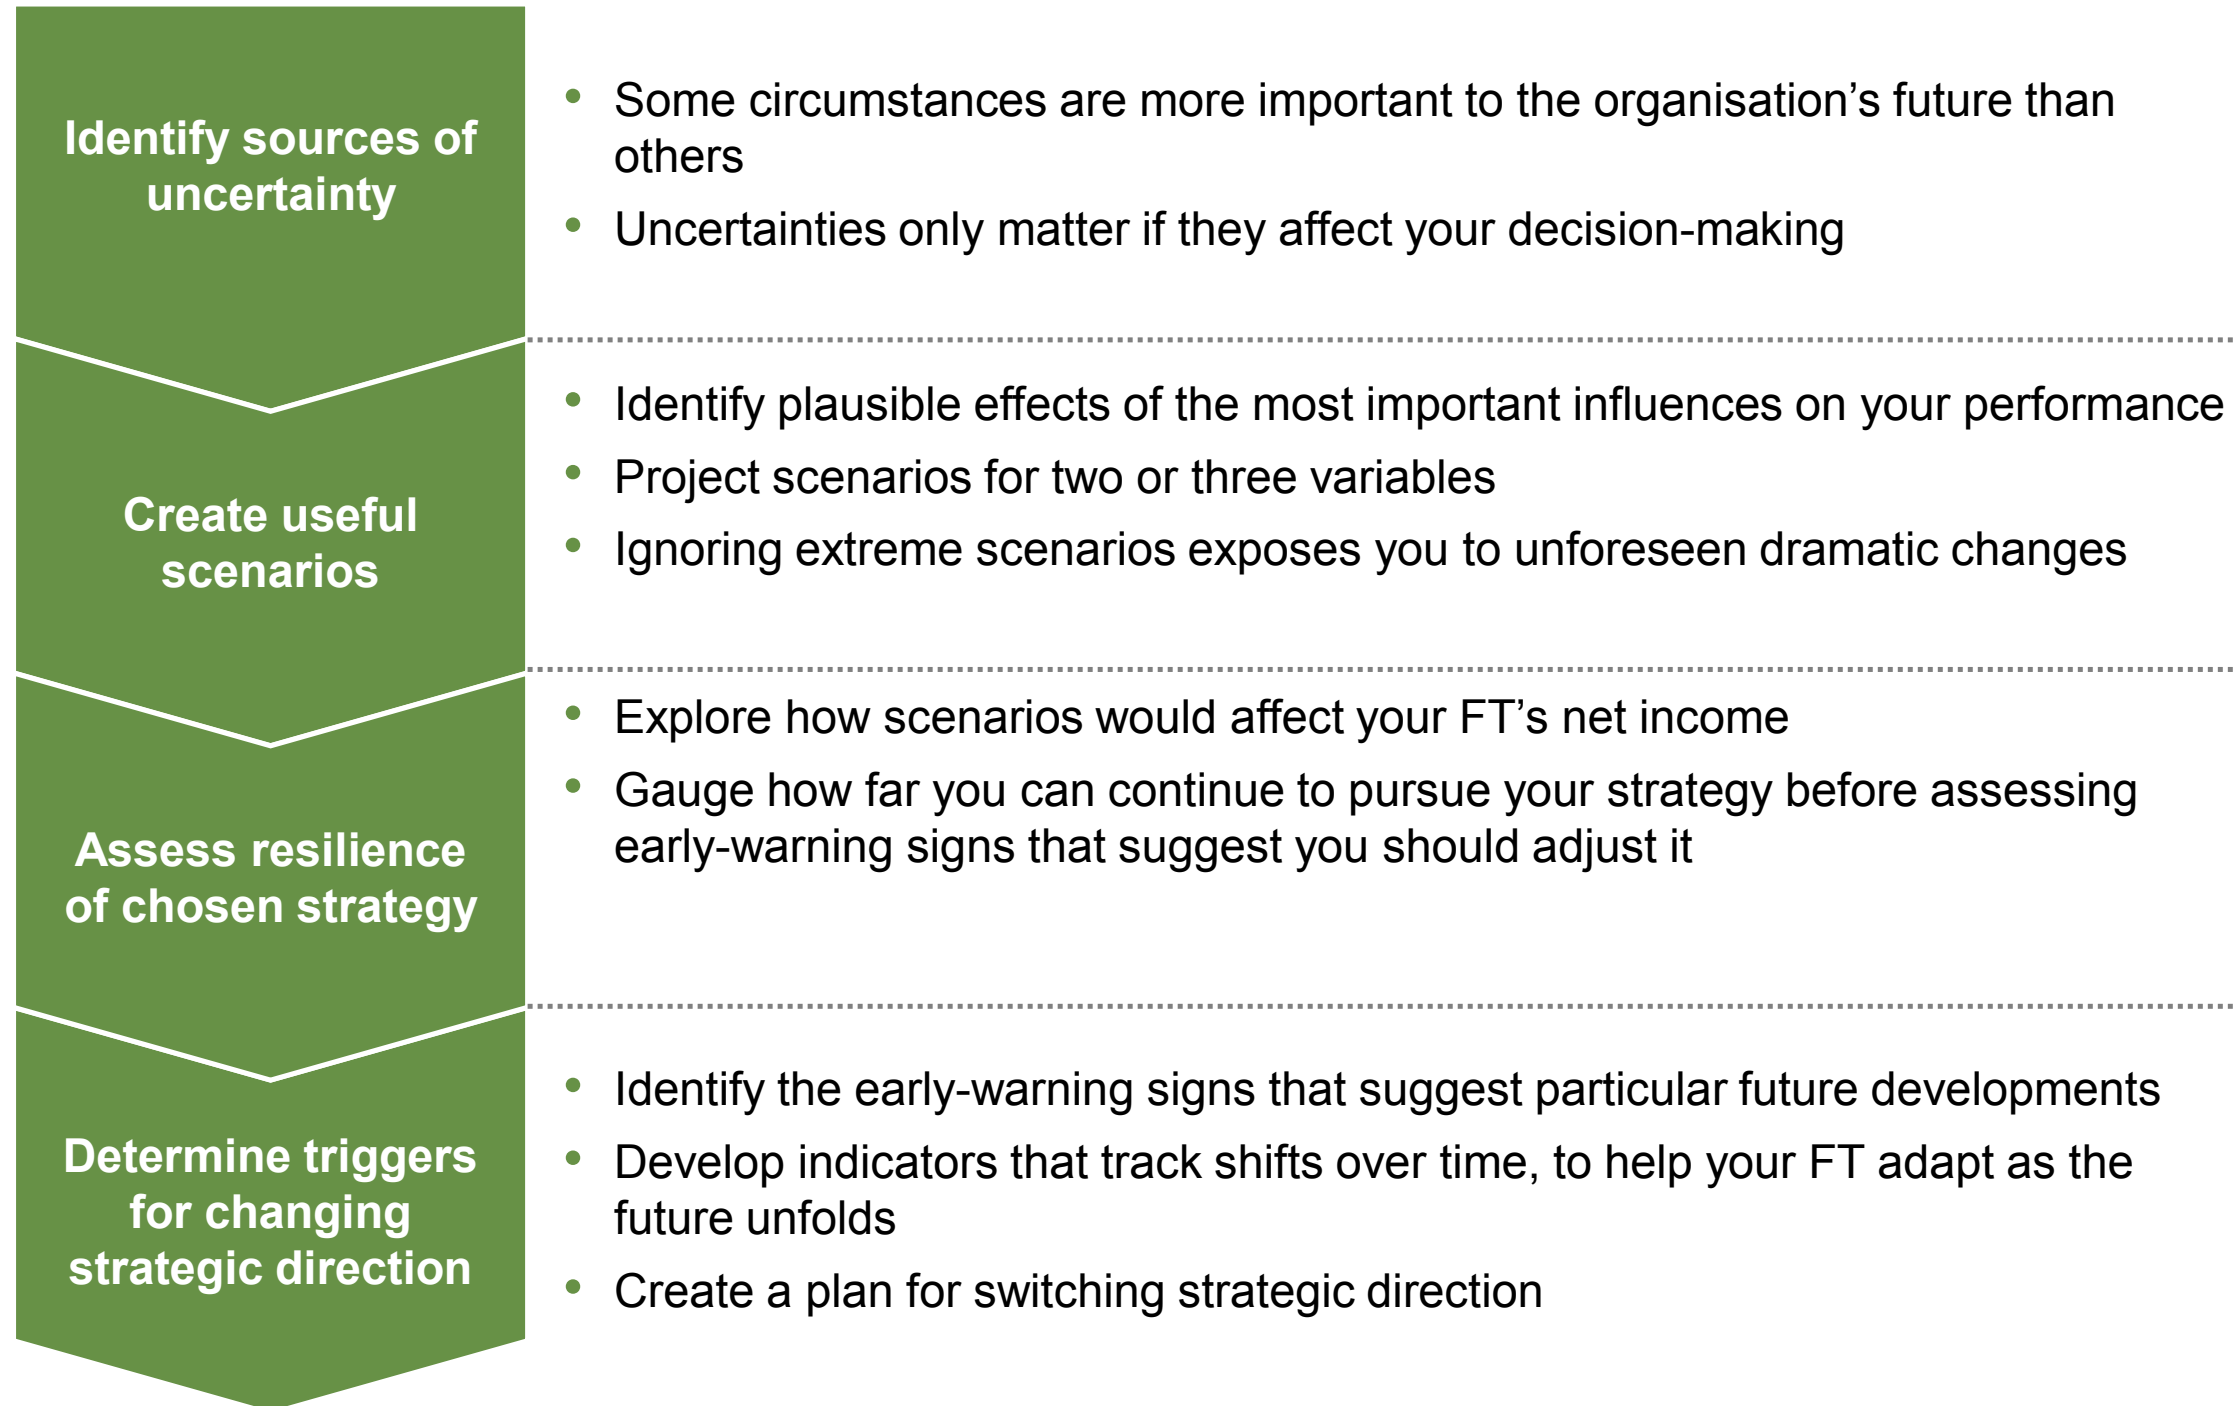 Identify sources of
uncertainty
• Some circumstances are more important to the organisation’s future than
others
• Uncertainties only matter if they affect your decision-making
Create useful
scenarios
• Identify plausible effects of the most important influences on your performance
• Project scenarios for two or three variables
• Ignoring extreme scenarios exposes you to unforeseen dramatic changes
Assess resilience
of chosen strategy
• Explore how scenarios would affect your FT’s net income
• Gauge how far you can continue to pursue your strategy before assessing
early-warning signs that suggest you should adjust it
Determine triggers
for changing
strategic direction
• Identify the early-warning signs that suggest particular future developments
• Develop indicators that track shifts over time, to help your FT adapt as the
future unfolds
• Create a plan for switching strategic direction